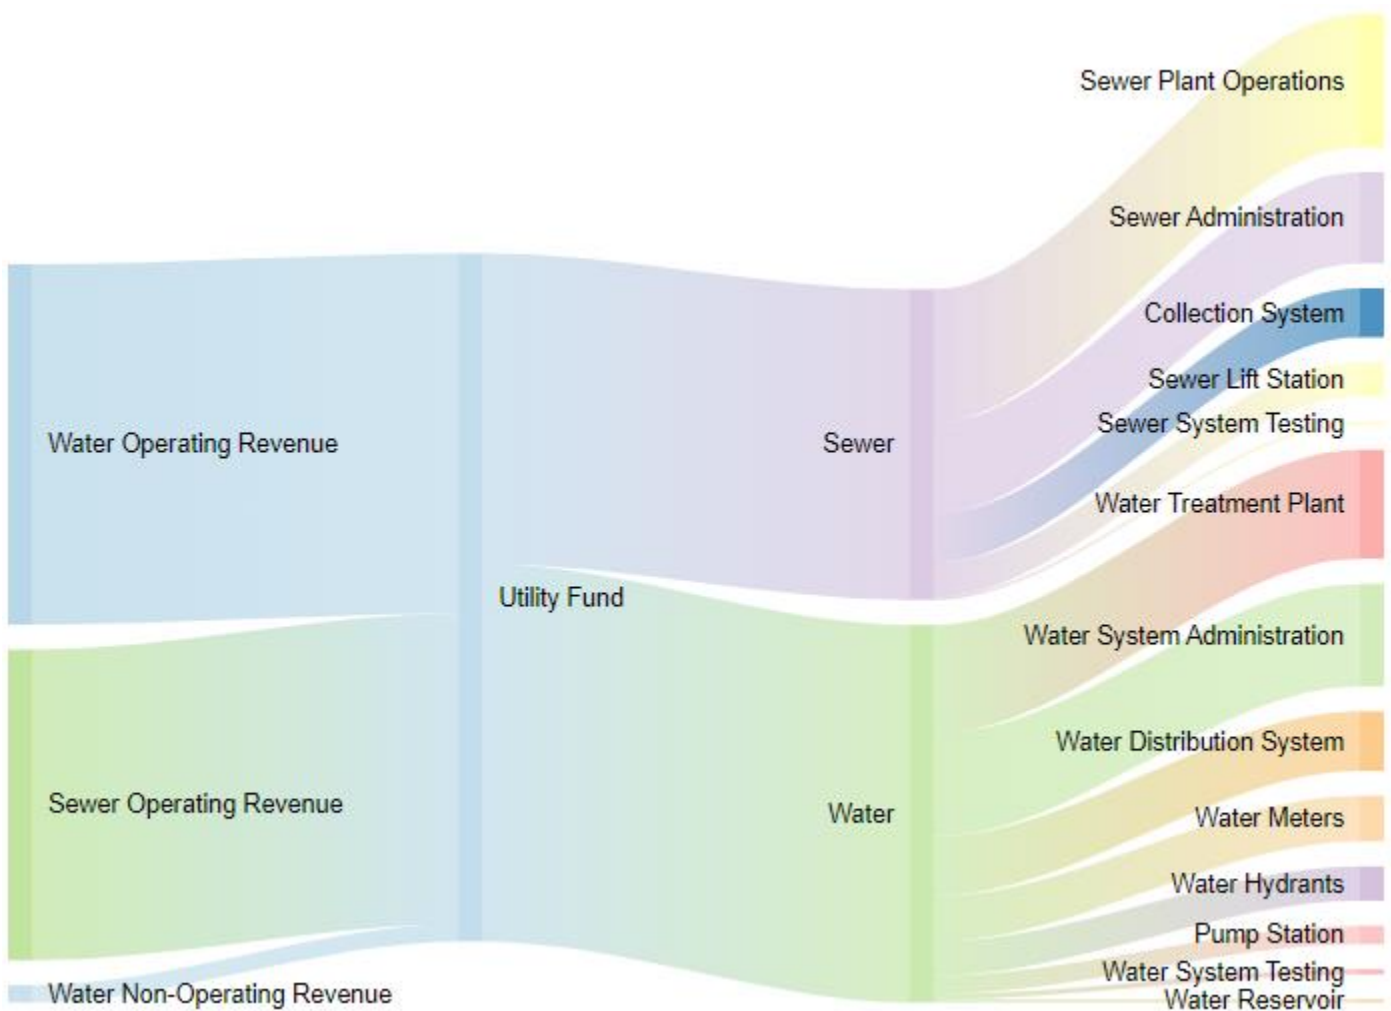 Water Operating Revenue
Sewer Operating Revenue
Water Non-Operating Revenue
Utility Fund
Sewer
Water
Sewer Plant Operations
Sewer Administration
Collection System
Sewer Lift Station
Sewer System Testing
Water Treatment Plant
Water System Administration
Water Distribution System
Water Meters
Water Hydrants
Pump Station
Water System Testing
Water Reservoir